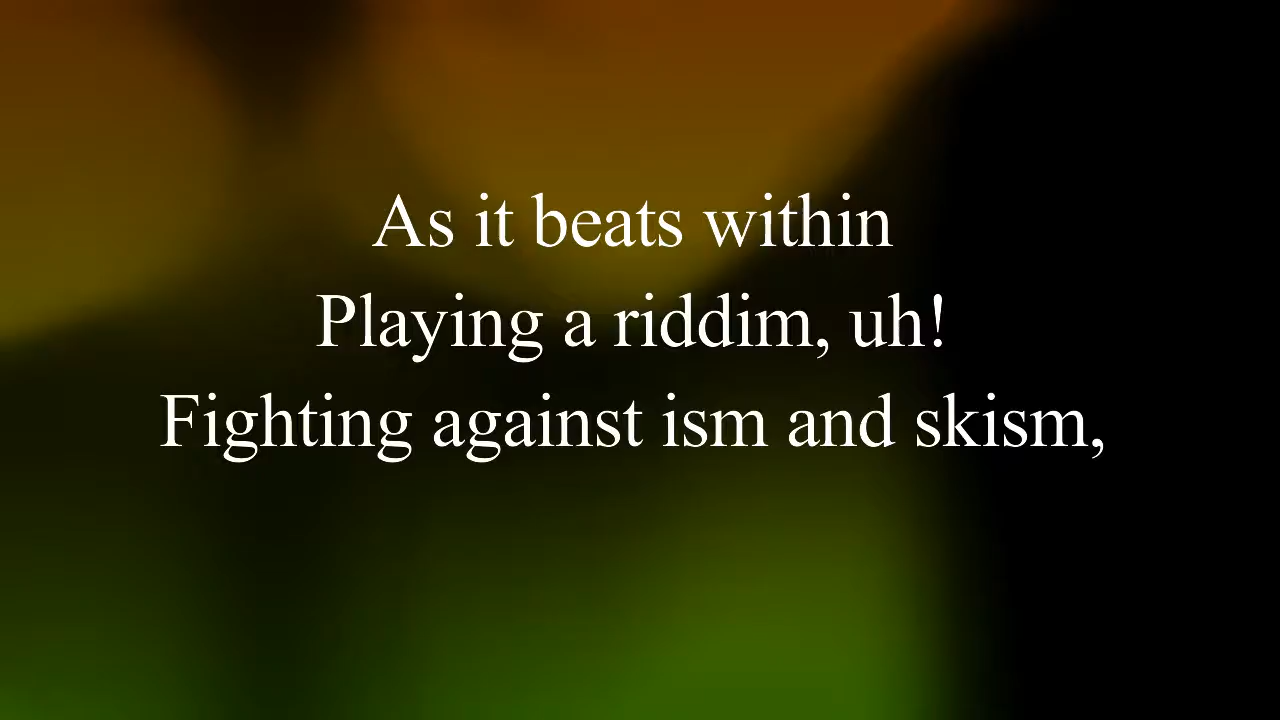 As it beats within
Playing a riddim, uh!
Fighting against ism and skism,